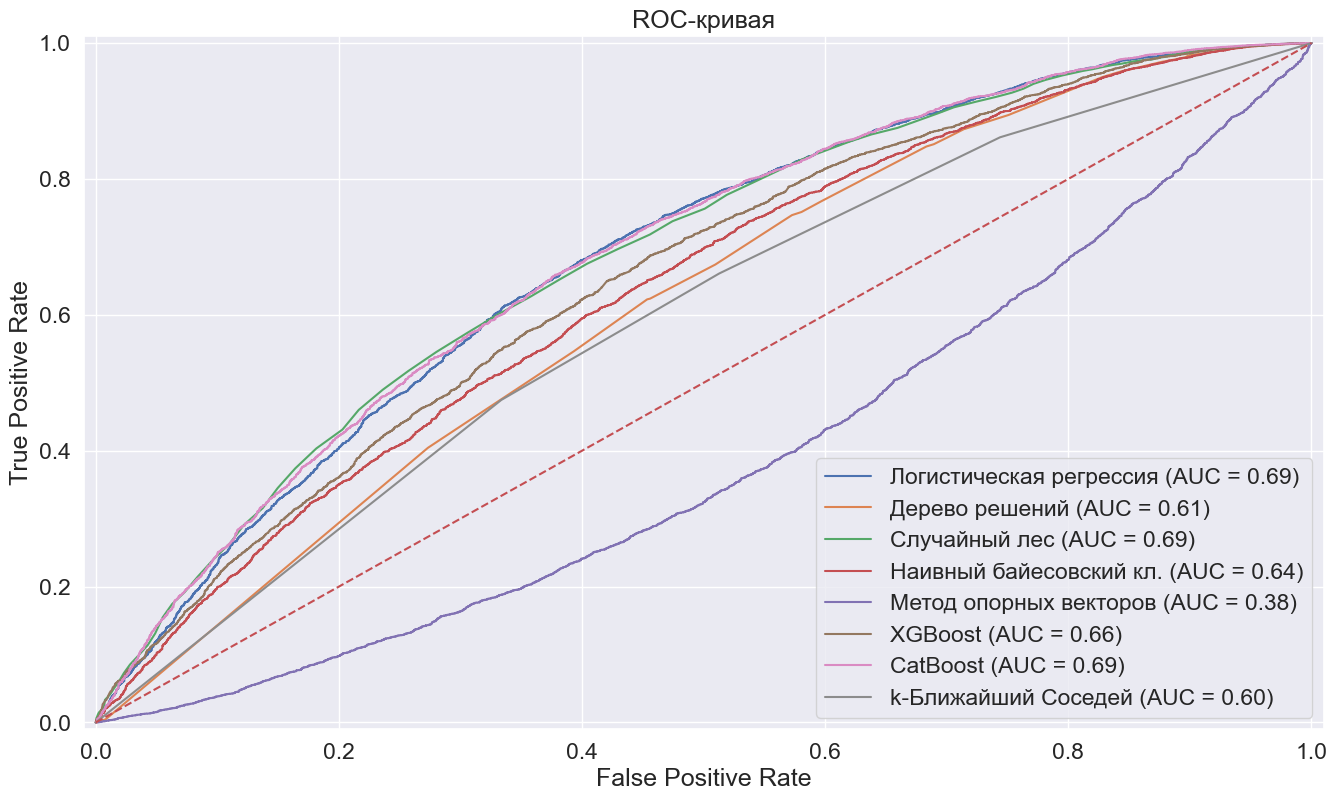 ROC-кривая
1.0
0.8
0.6
0.4
0.2
0.0
True Positive Rate
Логистическая регрессия (AUC = 0.69)
Дерево решений (AUC = 0.61)
Случайный лес (AUC = 0.69)
Наивный байесовский кл. (AUC = 0.64)
Метод опорных векторов (AUC = 0.38)
XGBoost (AUC = 0.66)
CatBoost (AUC = 0.69)
k-Ближайший Соседей (AUC = 0.60)
0.0 0.2 0.4 0.6 0.8 1.0
False Positive Rate